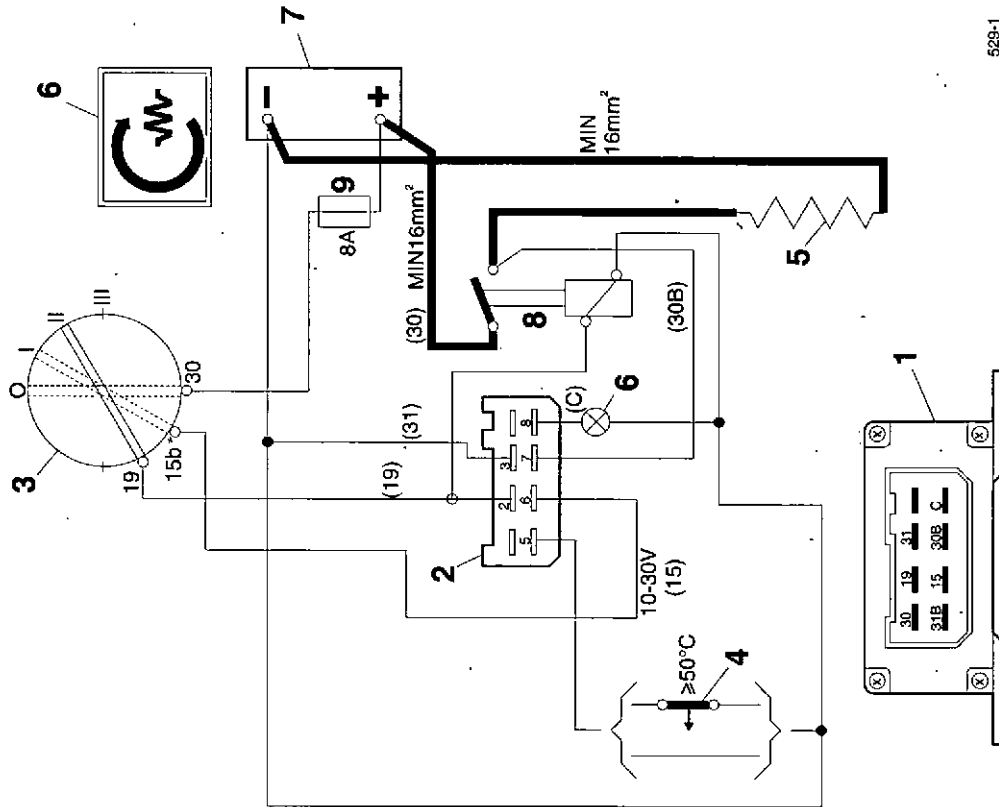 529-1
6
7
−
+
MIN
16mm²
9
8A
MIN16mm²
(30)
5
O
I
II
III
3
30
15b*
19
8
(30B)
(31)
(19)
(C)
6
2
3
8
2
7
6
5
10-30V
(15)
≥50°C
4
1
30
19
31
31B
15
30B
C